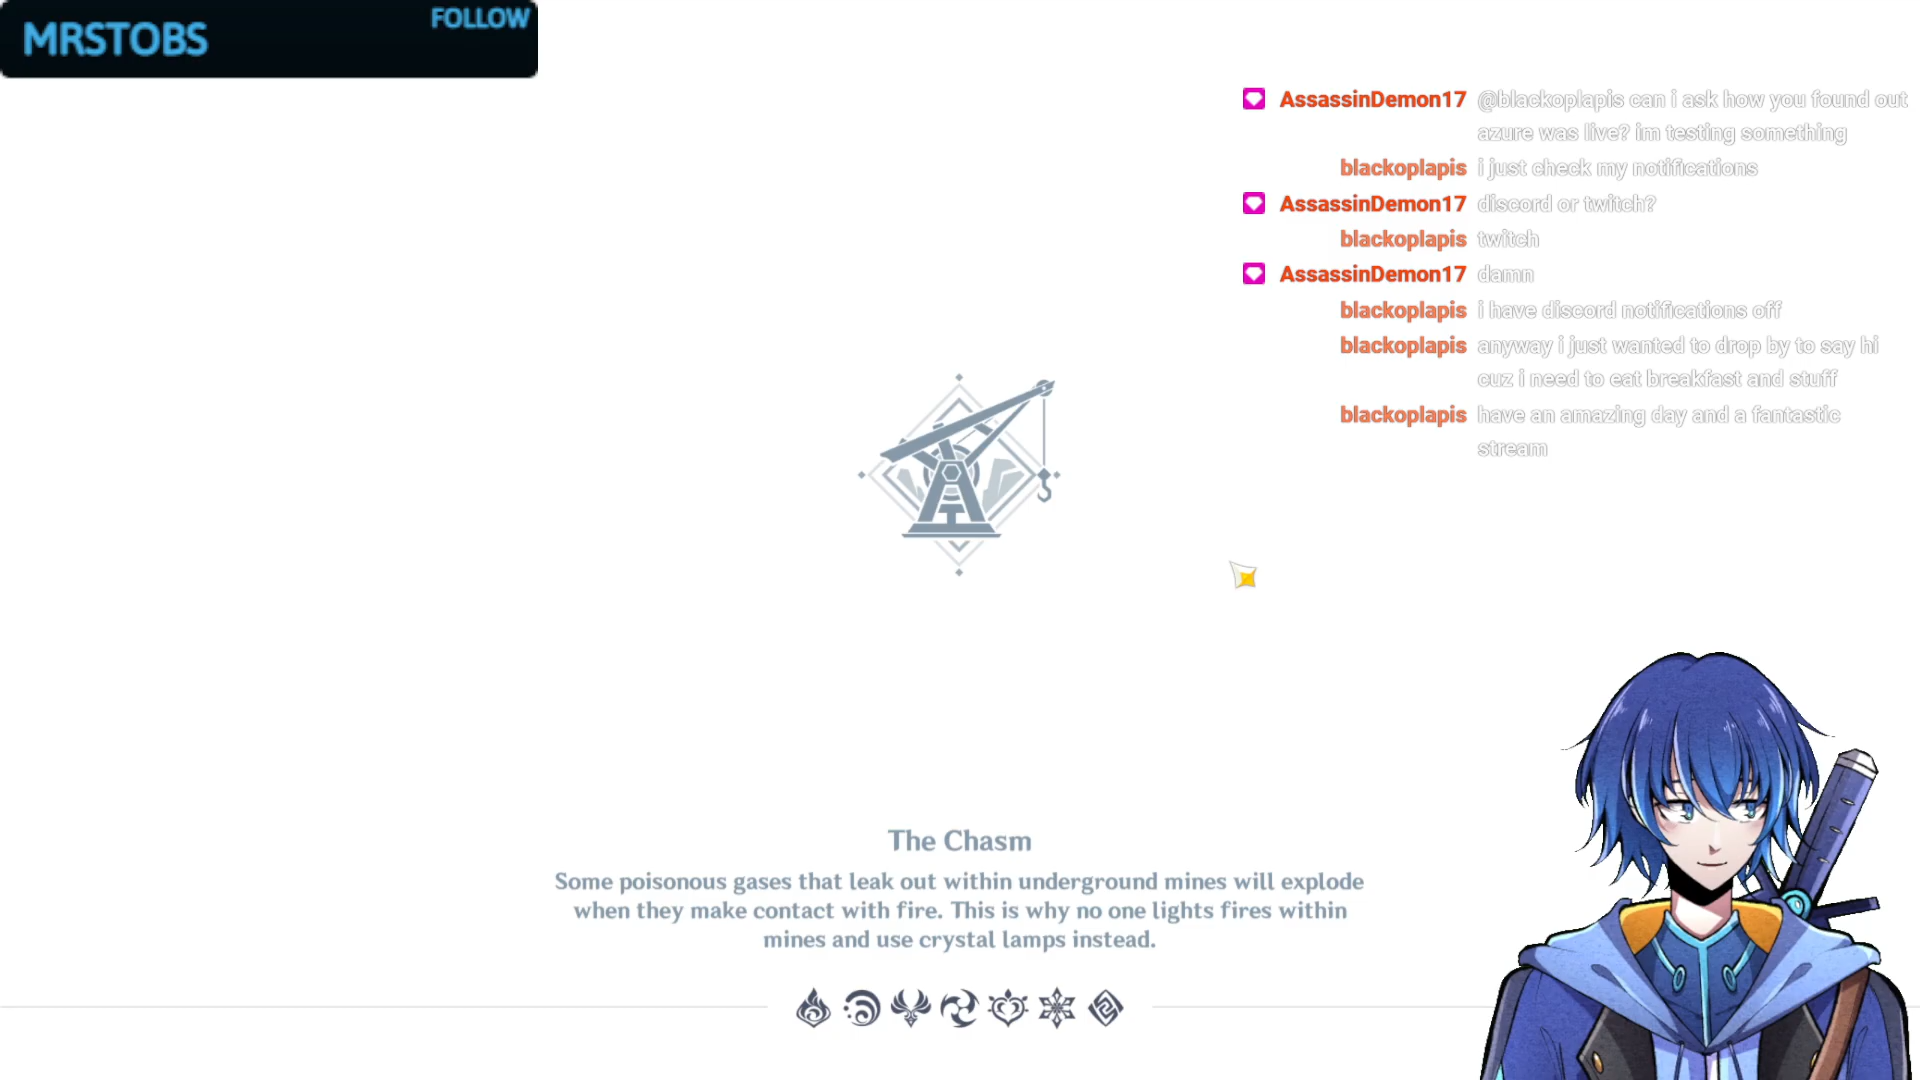 MRSTOBS
FOLLOW
AssassinDemon17 @blackoplapis can i ask how you found out
azure was live? im testing something
blackoplapis i just check my notifications
AssassinDemon17 discord or twitch?
blackoplapis twitch
AssassinDemon17 damn
blackoplapis i have discord notifications off
blackoplapis anyway i just wanted to drop by to say hi
cuz i need to eat breakfast and stuff
blackoplapis have an amazing day and a fantastic
stream
The Chasm
Some poisonous gases that leak out within underground mines will explode
when they make contact with fire. This is why no one lights fires within
mines and use crystal lamps instead.